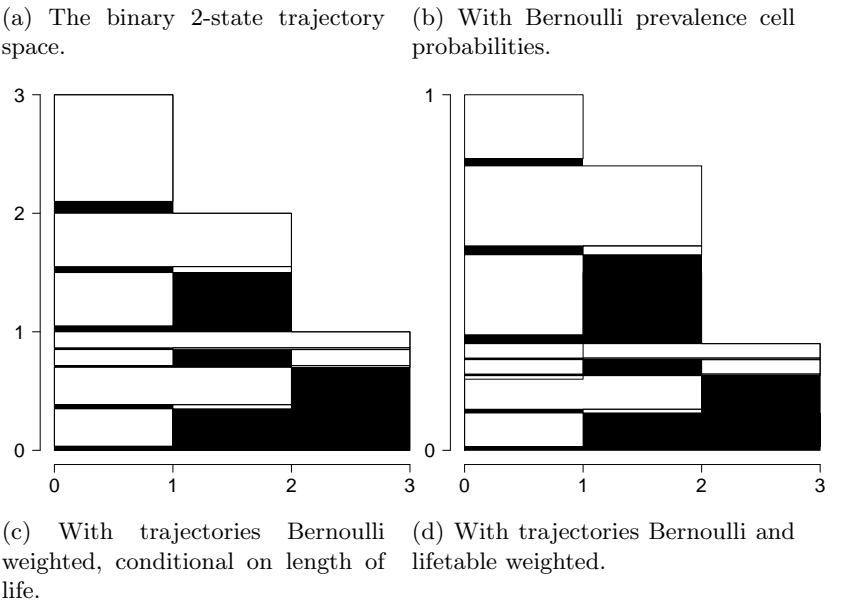 (a) The binary 2-state trajectory
space.
(b) With Bernoulli prevalence cell
probabilities.
3
2
1
0
0 1 2 3
1
0
0 1 2 3
(c) With trajectories Bernoulli
weighted, conditional on length of
life.
(d) With trajectories Bernoulli and
lifetable weighted.